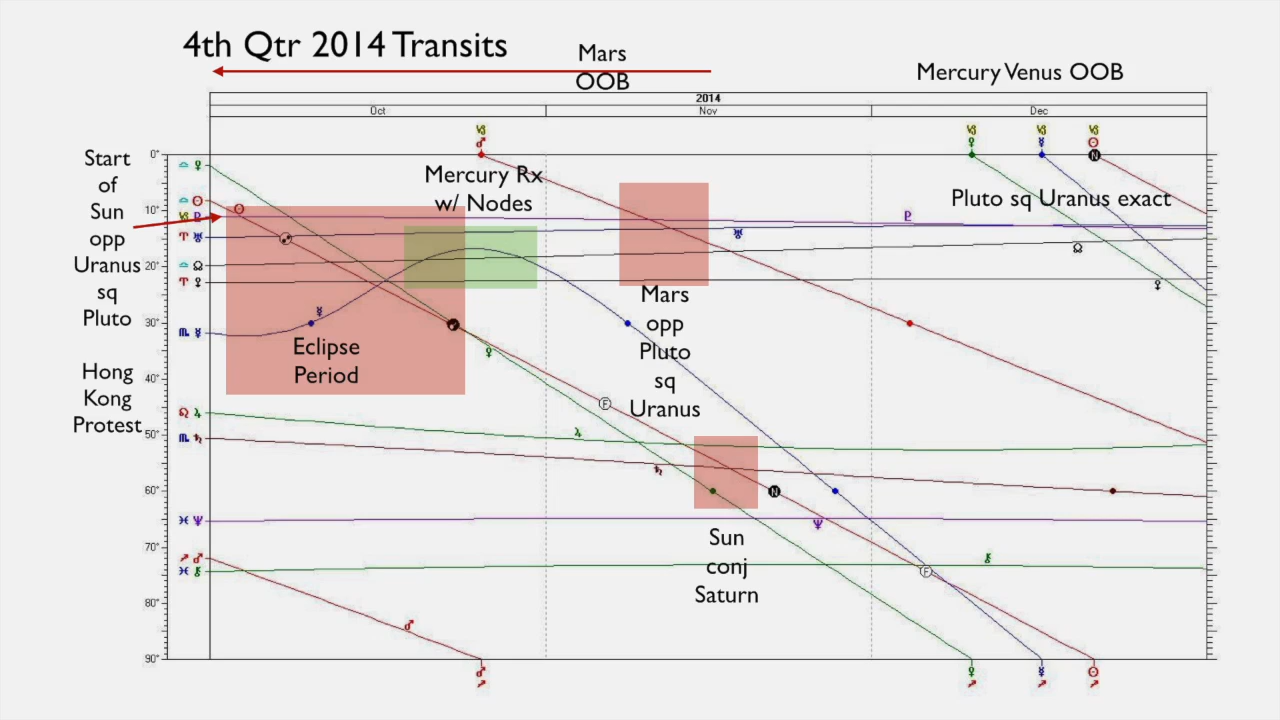 4th Qtr 2014 Transits
Mars
OOB
Mercury Venus OOB
2014
Oct
Nov
Dec
Start
of
Sun
opp
Uranus
sq
Pluto
Hong
Kong
Protest
0°
10°
20°
30°
40°
50°
60°
70°
80°
90°
Mercury Rx
w/ Nodes
Pluto sq Uranus exact
Eclipse
Period
Mars
opp
Pluto
sq
Uranus
Sun
conj
Saturn
F
N
F
N